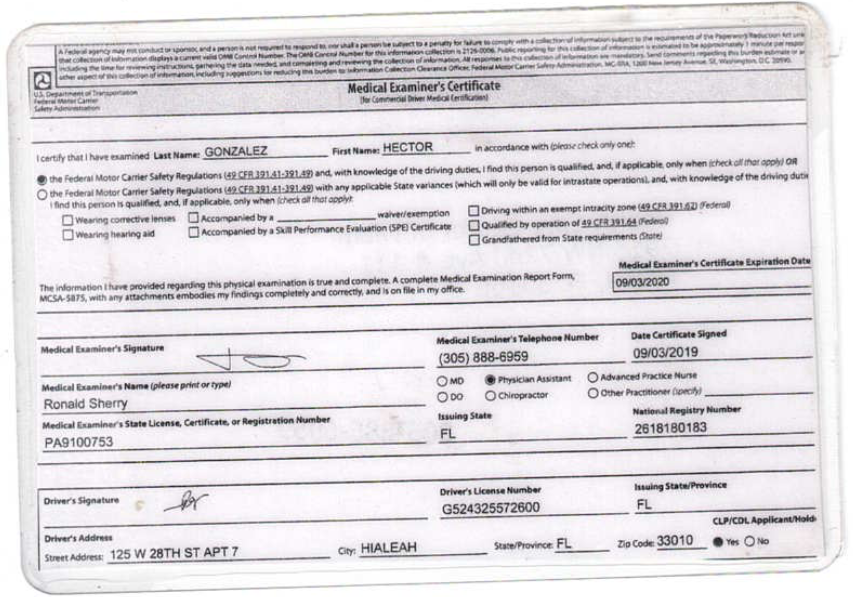 A Federal agency may not conduct or sponsor, and a person is not required to respond to, nor shall a person be subject to a penalty for failure to comply with a collection of information subject to the requirements of the Paperwork Reduction Act
that collection of information displays a current valid OMB Control Number. The OMB Control Number for this information collection is 2126-0006. Public reporting for this collection of information is estimated to be approximately 1 minute per
including the time for reviewing instructions, gathering the data needed, and completing and reviewing the collection of information. All responses to this collection of information are mandatory. Send comments regarding this burden estimate or
other aspect of this collection of information, including suggestions for reducing this burden to: Information Collection Clearance Officer, Federal Motor Carrier Safety Administration, MC-RRA, 1200 New Jersey Avenue, SE, Washington, D.C. 20590.
U.S. Department of Transportation
Federal Motor Carrier
Safety Administration
Medical Examiner's Certificate
(for Commercial Driver Medical Certification)
I certify that I have examined Last Name: GONZALEZ First Name: HECTOR in accordance with (please check only one):
the Federal Motor Carrier Safety Regulations (49 CFR 391.41-391.49) and, with knowledge of the driving duties, I find this person is qualified, and, if applicable, only when (check all that apply) OR
the Federal Motor Carrier Safety Regulations (49 CFR 391.41-391.49) with any applicable State variances (which will only be valid for intrastate operations), and, with knowledge of the driving dutie
I find this person is qualified, and, if applicable, only when (check all that apply):
Wearing corrective lenses Accompanied by a waiver/exemption Driving within an exempt intracity zone (49 CFR 391.62) (Federal)
Wearing hearing aid Accompanied by a Skill Performance Evaluation (SPE) Certificate Qualified by operation of 49 CFR 391.64 (Federal)
Grandfathered from State requirements (State)
The information I have provided regarding this physical examination is true and complete. A complete Medical Examination Report Form,
MCSA-5875, with any attachments embodies my findings completely and correctly, and is on file in my office.
Medical Examiner's Certificate Expiration Date
09/03/2020
Medical Examiner's Signature Medical Examiner's Telephone Number Date Certificate Signed
(305) 888-6959 09/03/2019
Medical Examiner's Name (please print or type) MD Physician Assistant Advanced Practice Nurse
Ronald Sherry DO Chiropractor Other Practitioner (specify)
Medical Examiner's State License, Certificate, or Registration Number Issuing State National Registry Number
PA9100753 FL 2618180183
Driver's Signature Driver's License Number Issuing State/Province
G524325572600 FL
Driver's Address CLP/CDL Applicant/Hold
Street Address: 125 W 28TH ST APT 7 City: HIALEAH State/Province: FL Zip Code: 33010 Yes No